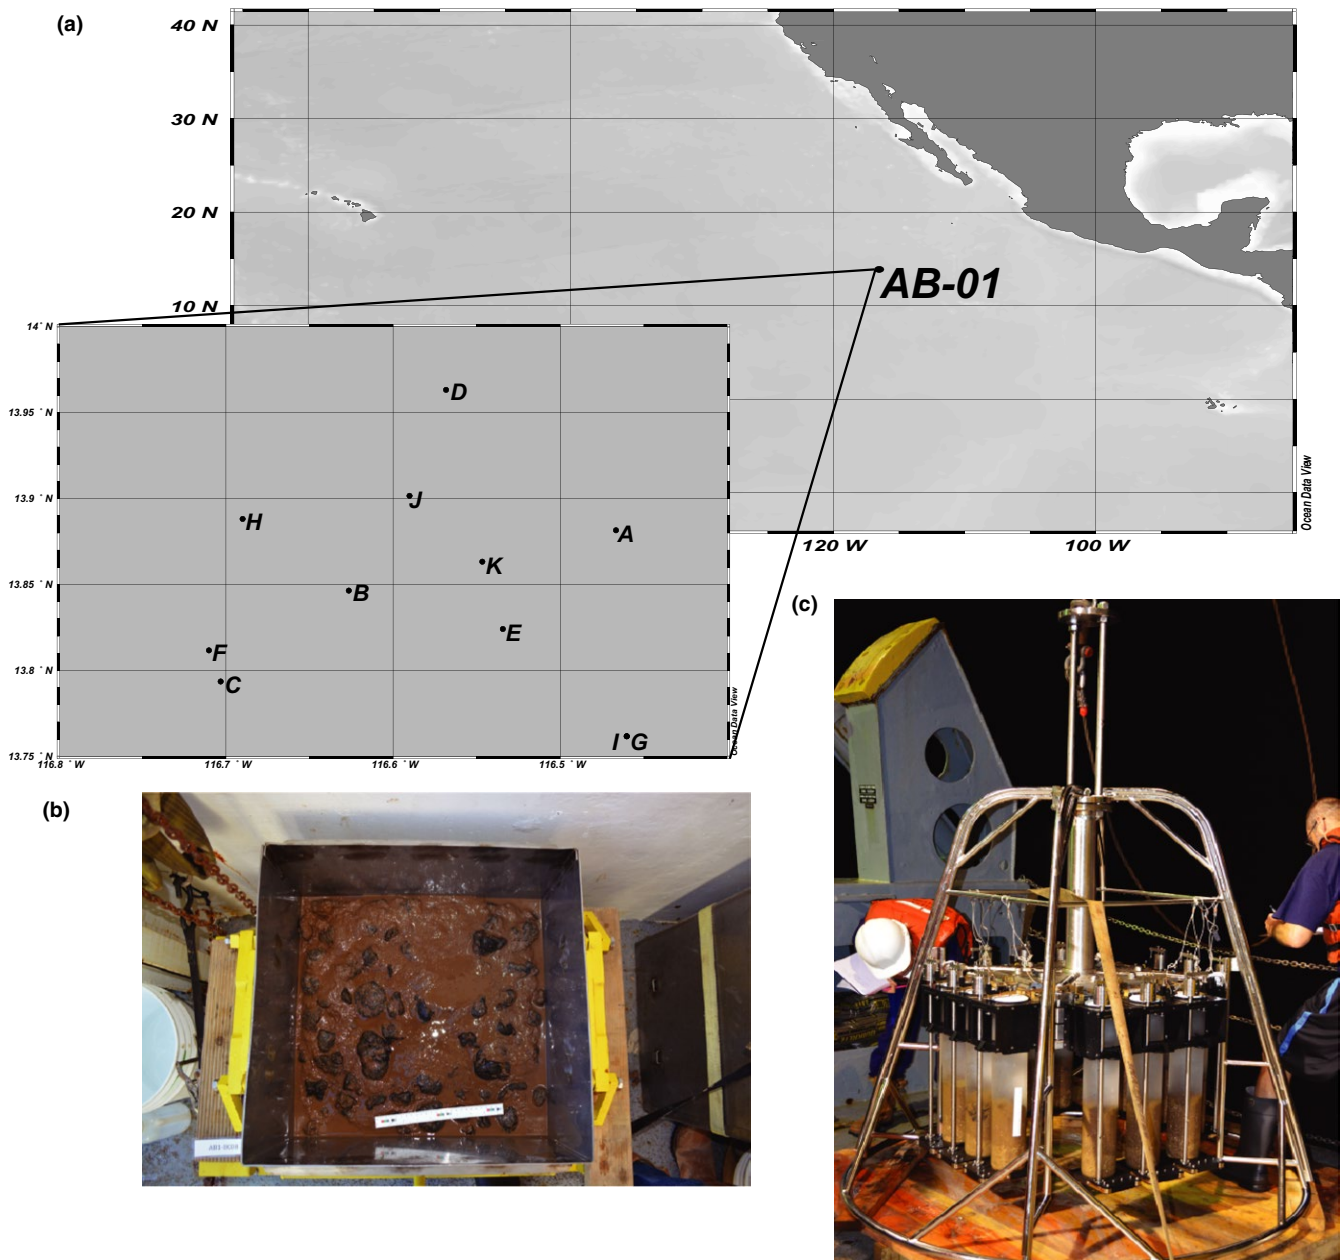 (a)
40 N
30 N
20 N
10 N
AB-01
120 W
100 W
Ocean Data View
14˚ N
13.95 ˚ N
13.9 ˚ N
13.85 ˚ N
13.8 ˚ N
13.75 ˚ N
116.8 ˚ W
116.7 ˚ W
116.6 ˚ W
116.5 ˚ W
D
J
H
A
K
B
E
F
C
I
G
Ocean Data View
(b)
(c)